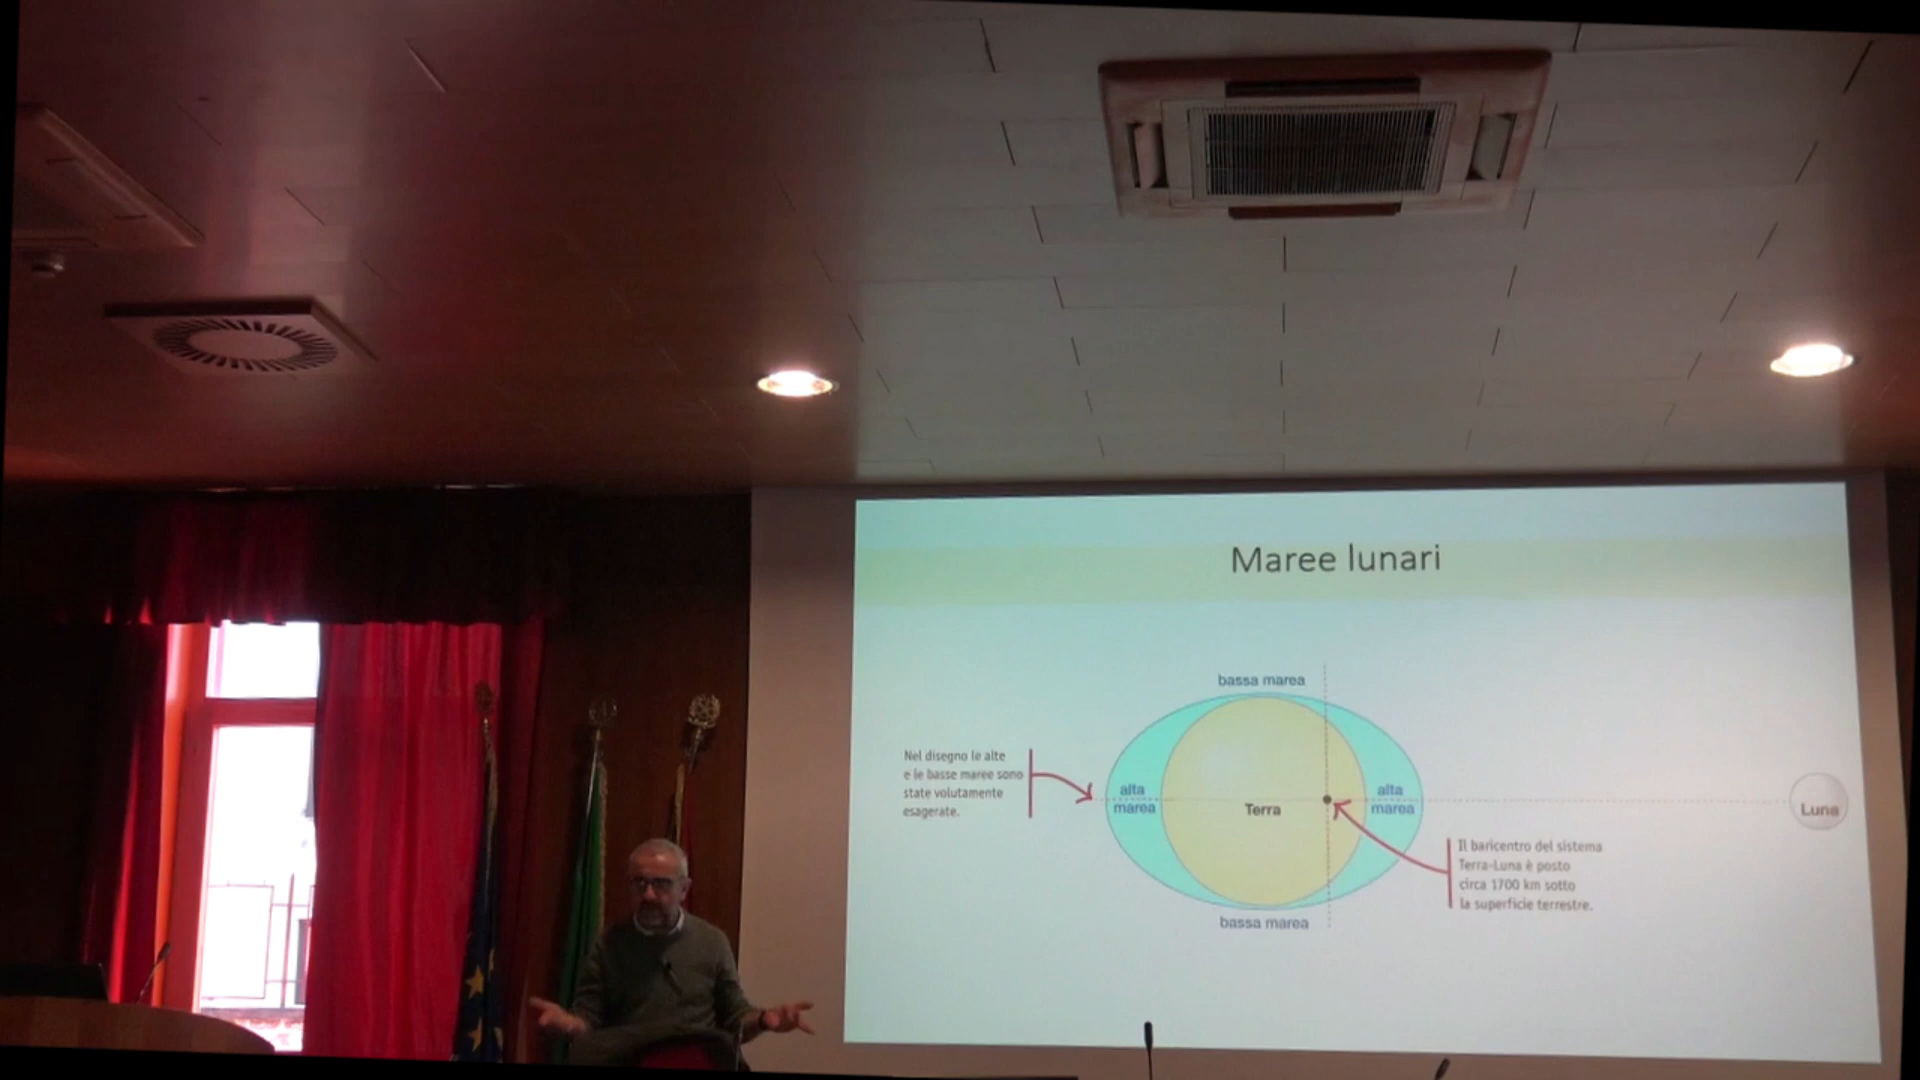 Maree lunari
bassa marea
Nel disegno le alte
e le basse maree sono
state volutamente
esagerate.
alta
marea
Terra
alta
marea
Luna
Il baricentro del sistema
Terra-Luna è posto
circa 1700 km sotto
la superficie terrestre.
bassa marea